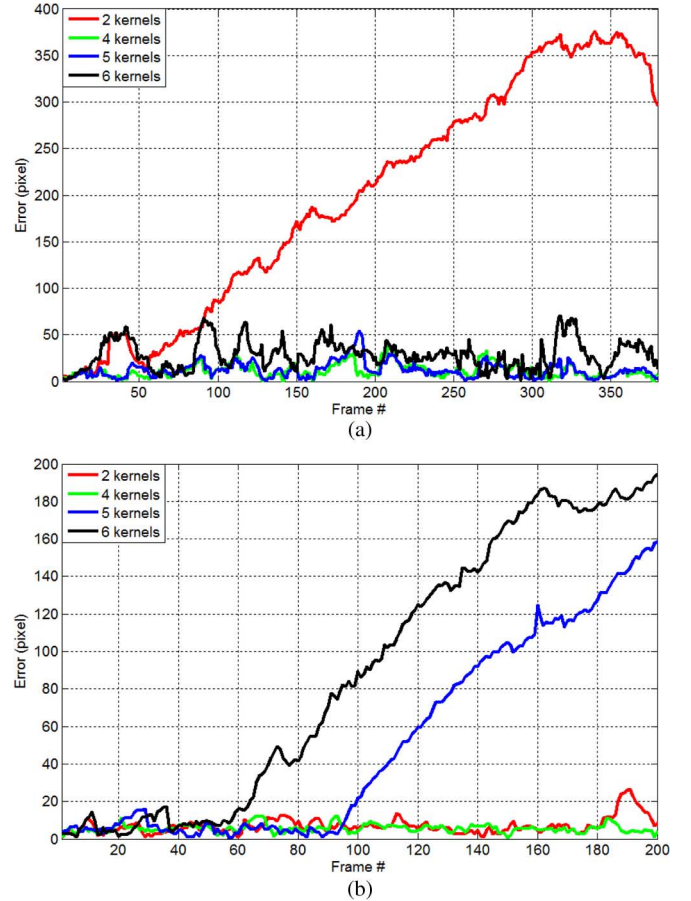 400
350
300
250
200
150
100
50
0
Error (pixel)
2 kernels
4 kernels
5 kernels
6 kernels
50 100 150 200 250 300 350
Frame #
(a)
200
180
160
140
120
100
80
60
40
20
0
Error (pixel)
2 kernels
4 kernels
5 kernels
6 kernels
20 40 60 80 100 120 140 160 180 200
Frame #
(b)